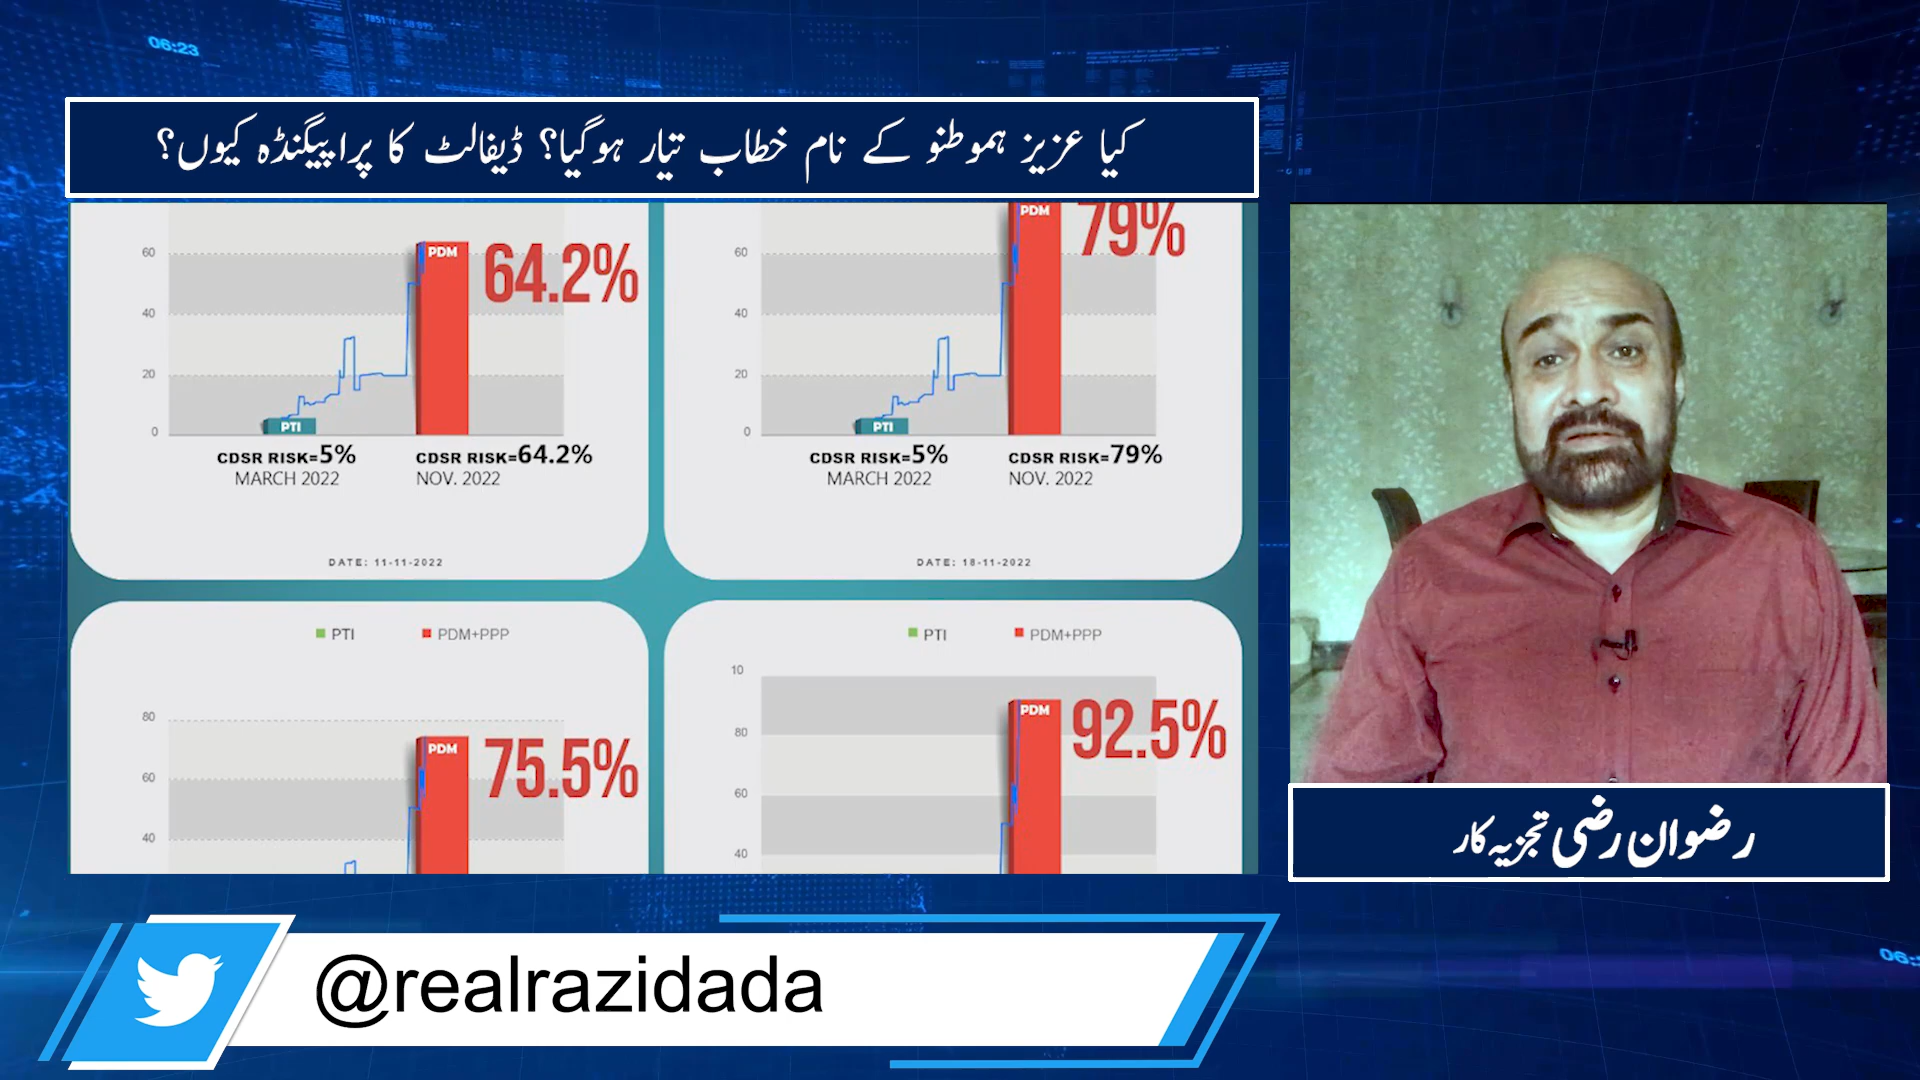 06:23
کیا عزیز ہموطنو کے نام خطاب تیار ہوگیا؟ ڈیفالٹ کا پراپیگنڈہ کیوں؟
60
40
20
0
PDM
64.2%
PTI
CDSR RISK=5%
MARCH 2022
CDSR RISK=64.2%
NOV. 2022
DATE: 11-11-2022
60
40
20
0
PDM
79%
PTI
CDSR RISK=5%
MARCH 2022
CDSR RISK=79%
NOV. 2022
DATE: 18-11-2022
PTI
PDM+PPP
80
60
40
PDM
75.5%
PTI
PDM+PPP
10
80
60
40
PDM
92.5%
رضوان رضی تجزیہ کار
@realrazidada